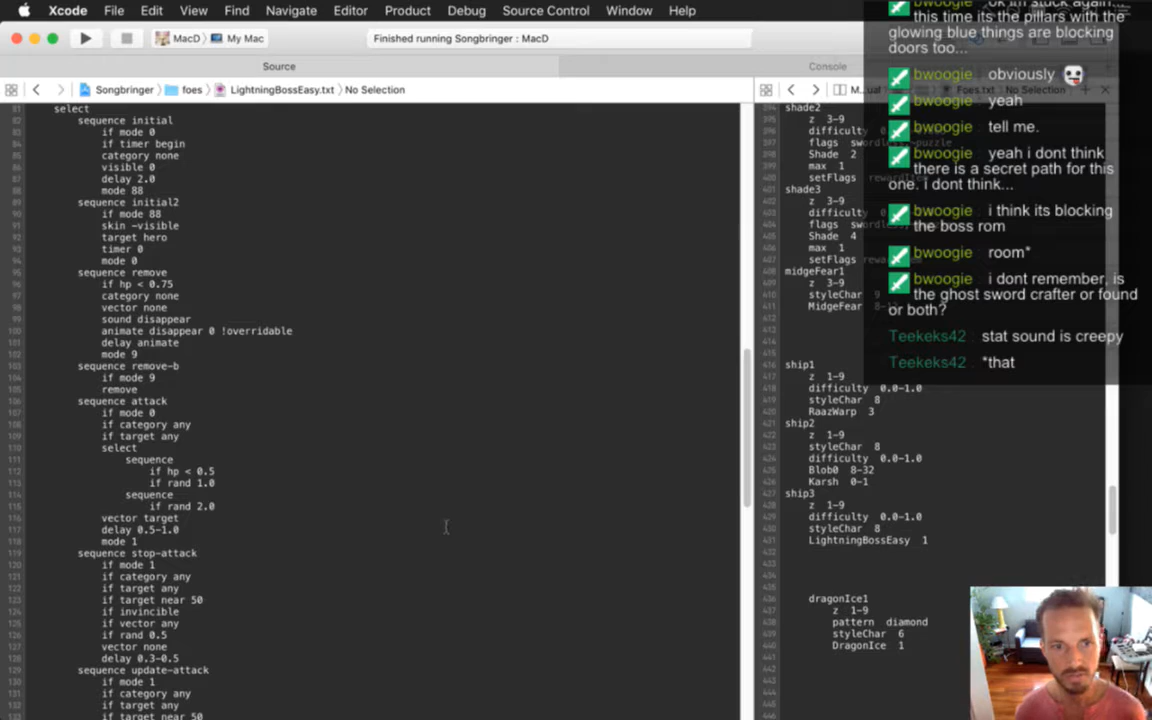 Xcode File Edit View Find Navigate Editor Product Debug Source Control Window Help
MacD My Mac
Finished running Songbringer : MacD
Source
Console
Songbringer foes LightningBossEasy.txt No Selection
select
sequence initial
if mode 0
if timer begin
category none
visible 0
delay 2.0
mode 88
sequence initial2
if mode 88
skin ~visible
target hero
timer 0
mode 0
sequence remove
if hp < 0.75
category none
vector none
sound disappear
animate disappear 0 !overridable
delay animate
mode 9
sequence remove-b
if mode 9
remove
sequence attack
if mode 0
if category any
if target any
select
sequence
if hp < 0.5
if rand 1.0
sequence
if rand 2.0
vector target
delay 0.5-1.0
mode 1
sequence stop-attack
if mode 1
if category any
if target any
if target near 50
if invincible
if vector any
if rand 0.5
vector none
delay 0.3-0.5
sequence update-attack
if mode 1
if category any
if target any
if target near 50
Foes.txt No Selection
shade2
z 3-9
difficulty
flags
Shade 2
max 1
setFlags
shade3
z 3-9
flags
Shade 4
max 1
setFlags
midgeFear1
z 3-9
styleChar 9
MidgeFear
ship1
z 1-9
difficulty 0.0-1.0
styleChar 8
RaazWarp 3
ship2
z 1-9
styleChar 8
difficulty 0.0-1.0
Blob0 8-32
Karsh 0-1
ship3
z 1-9
difficulty 0.0-1.0
styleChar 8
LightningBossEasy 1
dragonIce1
z 1-9
pattern diamond
styleChar 6
DragonIce 1
bwoogie ok im stuck again..
this time its the pillars with the
glowing blue things are blocking
doors too...
bwoogie obviously
bwoogie yeah
bwoogie tell me.
bwoogie yeah i dont think
there is a secret path for this
one. i dont think...
bwoogie i think its blocking
the boss rom
bwoogie room*
bwoogie i dont remember, is
the ghost sword crafter or found
or both?
Teekeks42 : stat sound is creepy
Teekeks42 : *that